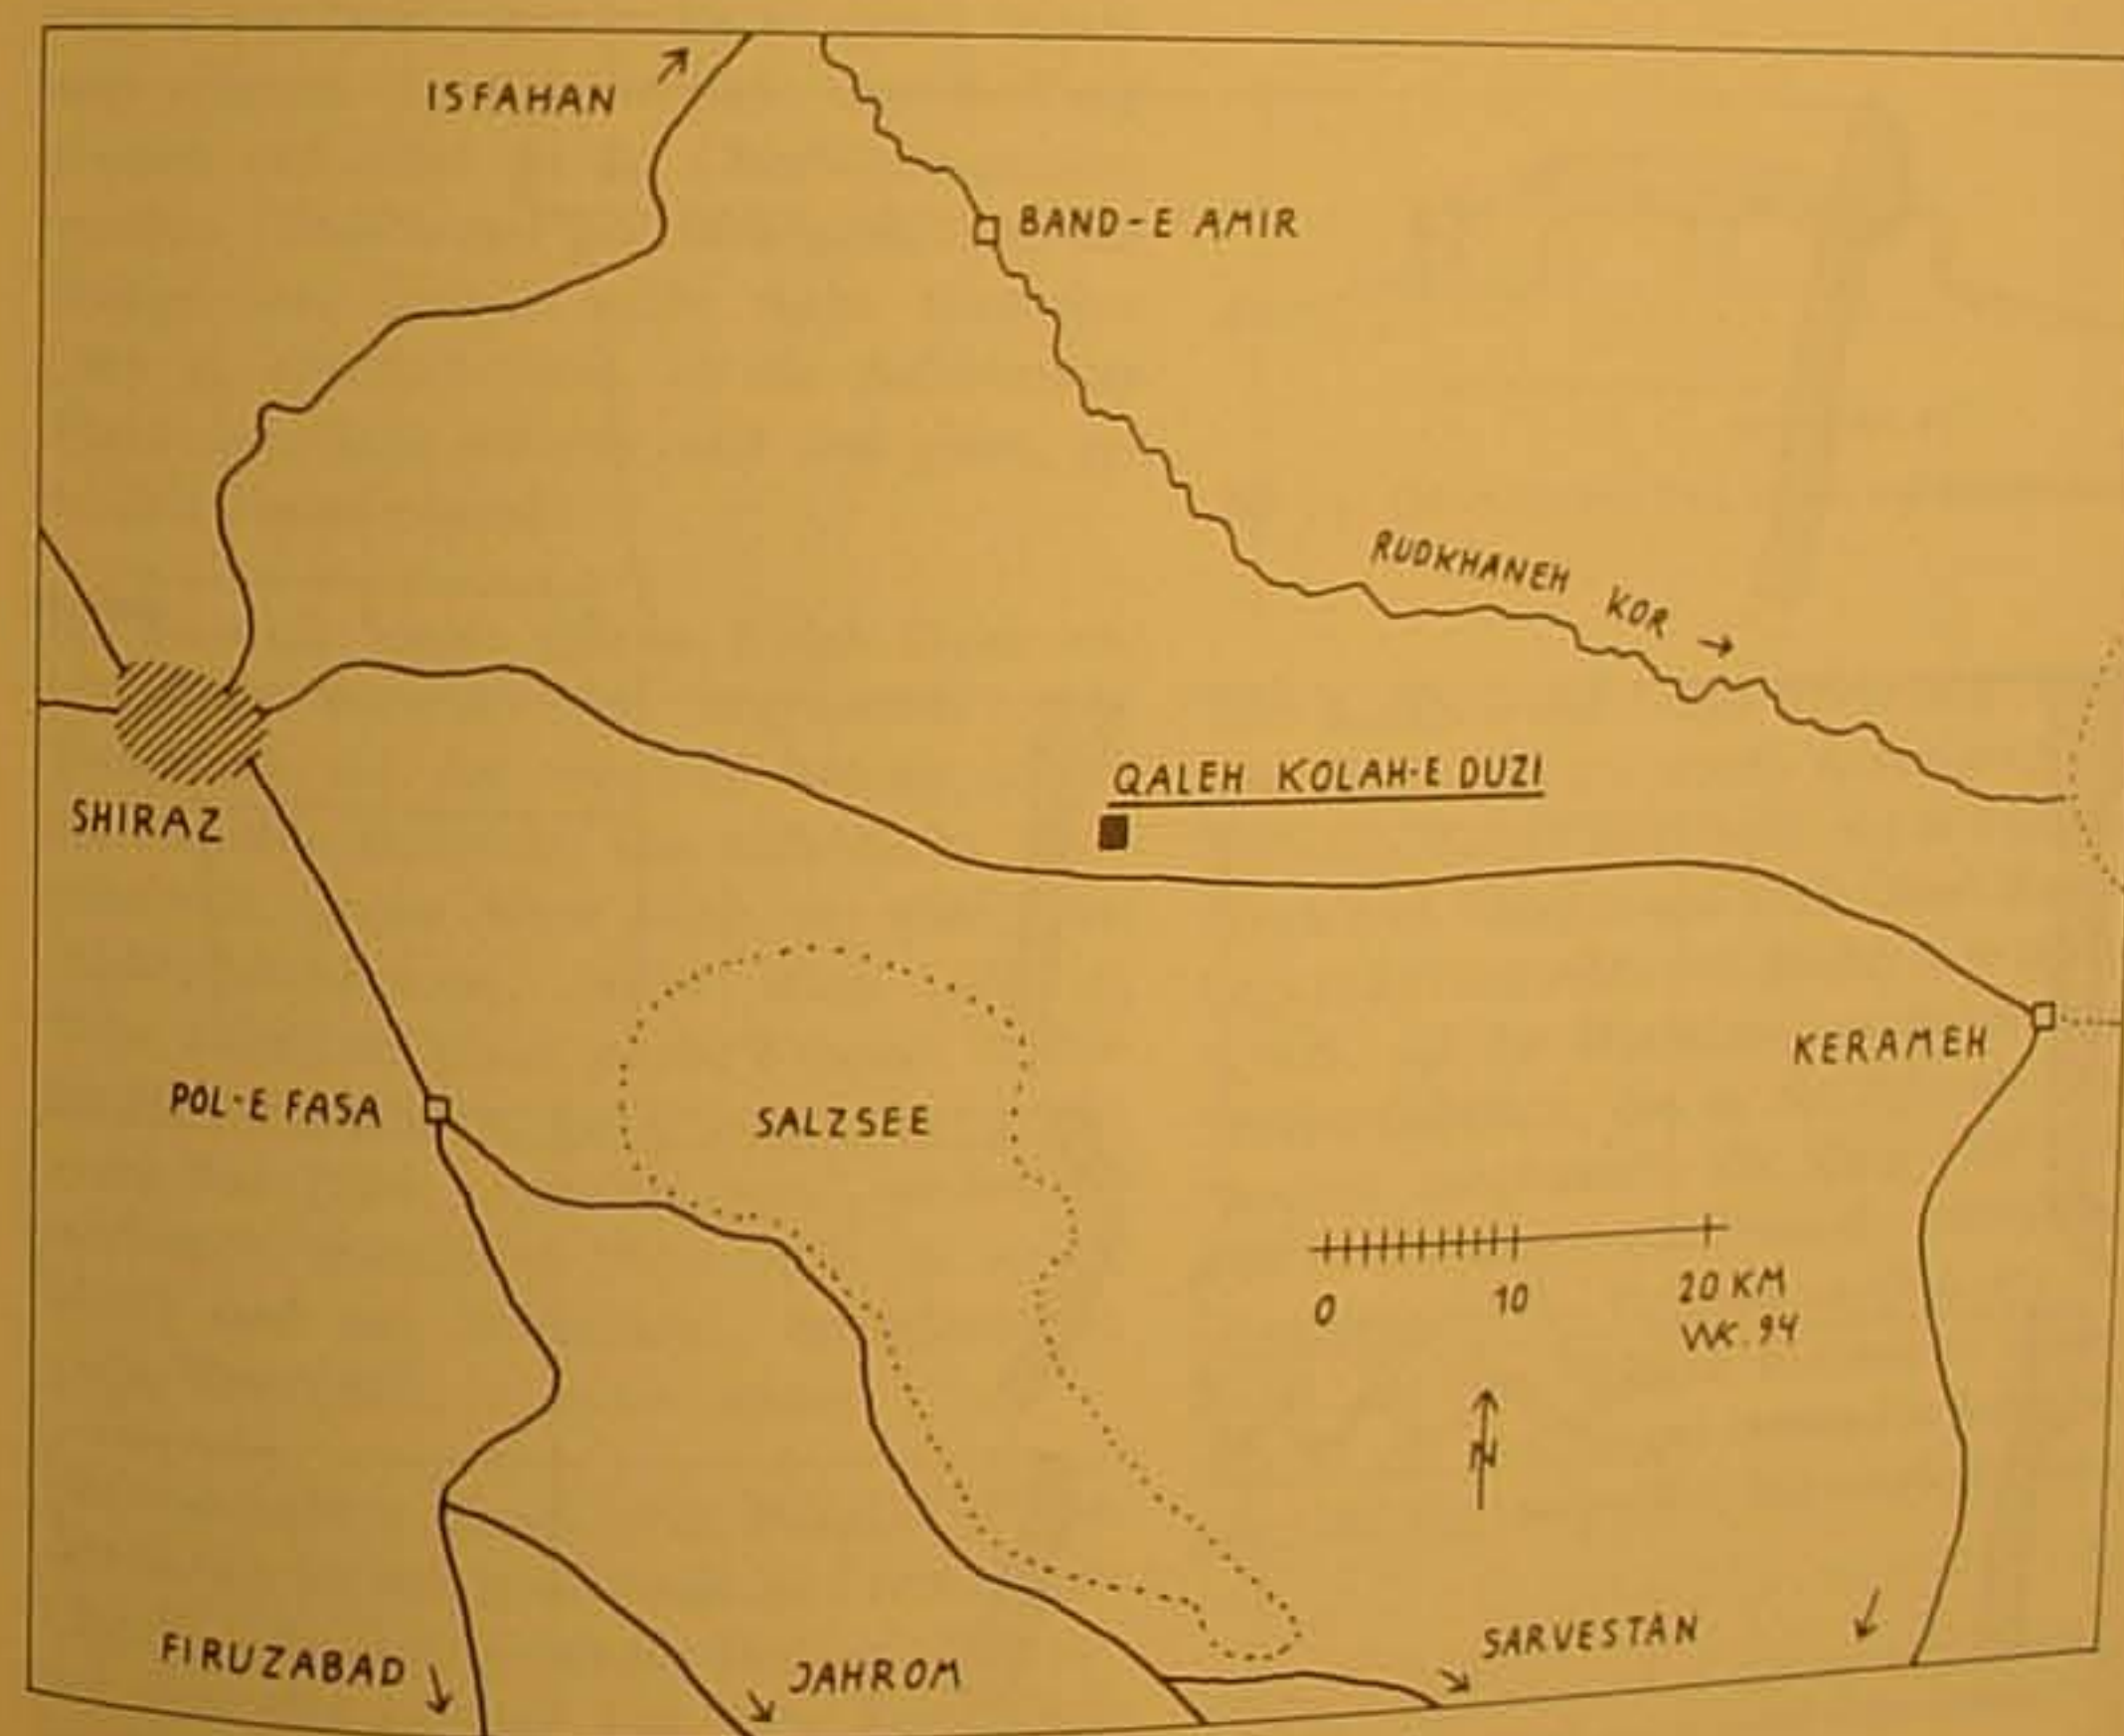 ISFAHAN
BAND-E AMIR
RUDKHANEH KOR
QALEH KOLAH-E DUZI
SHIRAZ
KERAMEH
POL-E FASA
SALZSEE
0 10 20 KM
WK. 94
N
SARVESTAN
FIRUZABAD
JAHROM